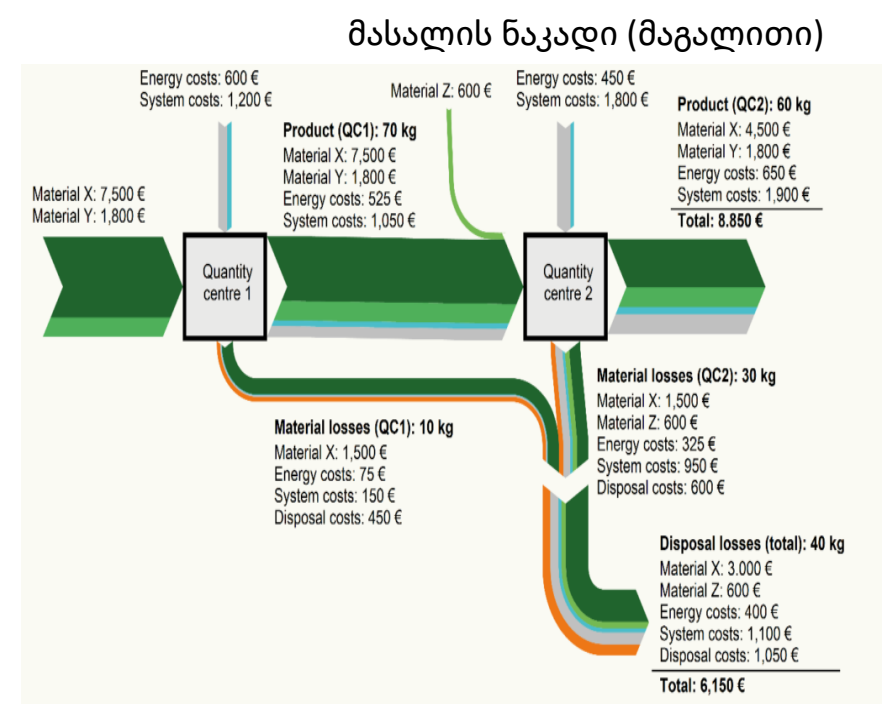 მასალის ნაკადი (მაგალითი)
Energy costs: 600 €
System costs: 1,200 €
Material Z: 600 €
Energy costs: 450 €
System costs: 1,800 €
Product (QC2): 60 kg
Material X: 4,500 €
Material Y: 1,800 €
Energy costs: 650 €
System costs: 1,900 €
Total: 8.850 €
Product (QC1): 70 kg
Material X: 7,500 €
Material Y: 1,800 €
Energy costs: 525 €
System costs: 1,050 €
Material X: 7,500 €
Material Y: 1,800 €
Quantity
centre 1
Quantity
centre 2
Material losses (QC2): 30 kg
Material X: 1,500 €
Material Z: 600 €
Energy costs: 325 €
System costs: 950 €
Disposal costs: 600 €
Material losses (QC1): 10 kg
Material X: 1,500 €
Energy costs: 75 €
System costs: 150 €
Disposal costs: 450 €
Disposal losses (total): 40 kg
Material X: 3.000 €
Material Z: 600 €
Energy costs: 400 €
System costs: 1,100 €
Disposal costs: 1,050 €
Total: 6,150 €